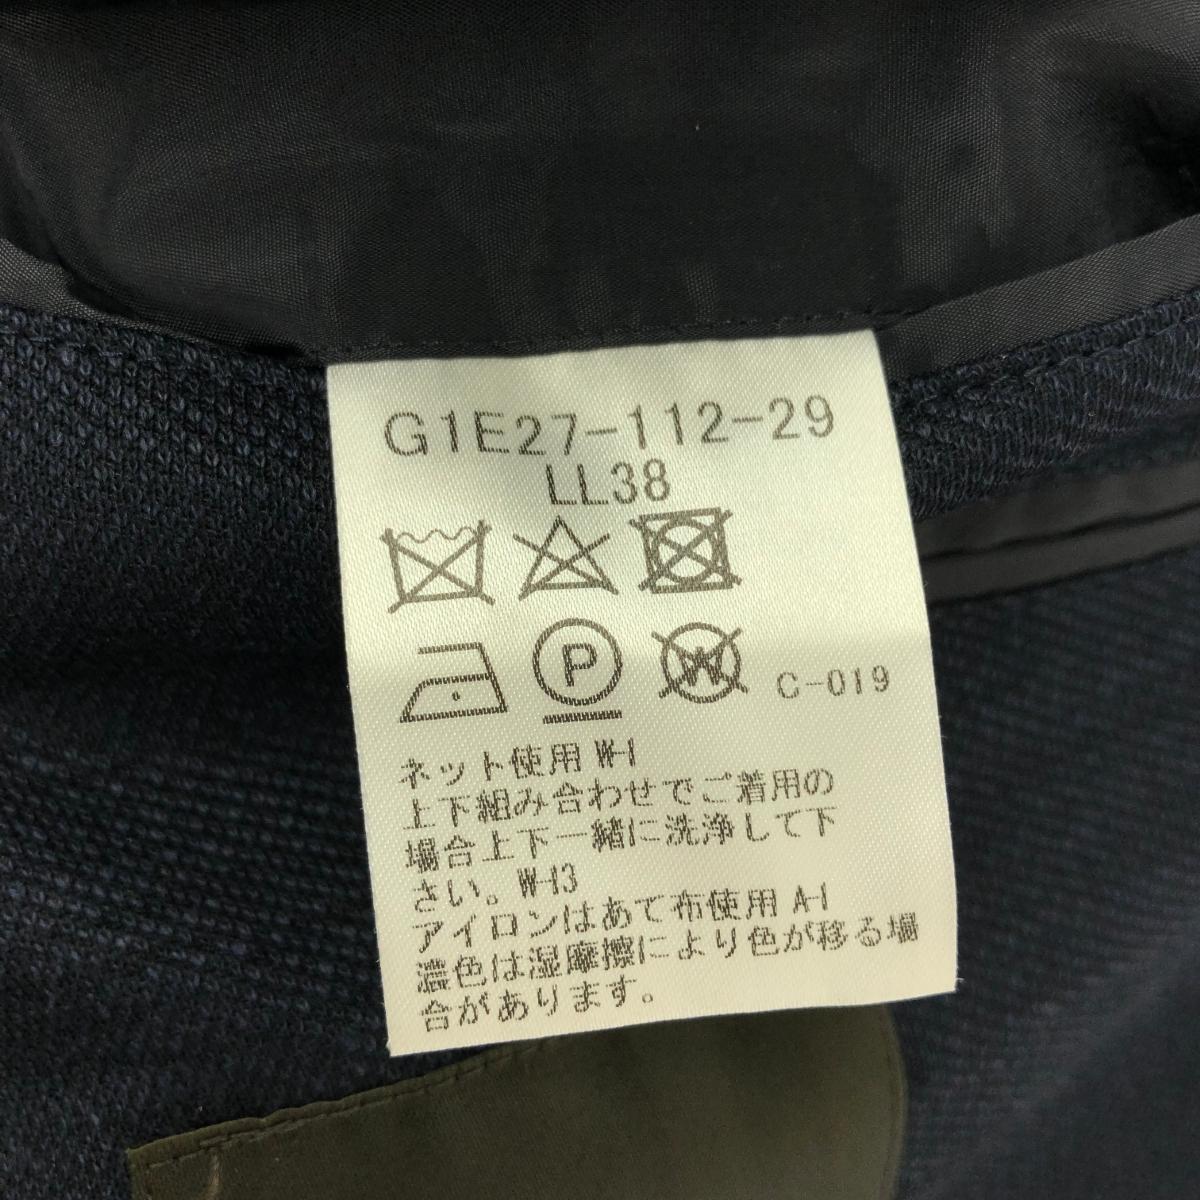 G1E27-112-29
LL38
P
W
C-019
ネット使用 W-1
上下組み合わせでご着用の
場合上下一緒に洗浄して下
さい。W-13
アイロンはあて布使用 A-1
濃色は湿摩擦により色が移る場
合があります。